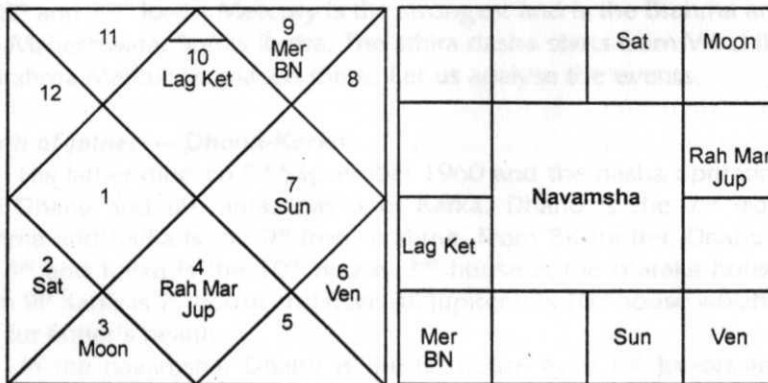 11
10
Lag Ket
9
Mer
BN
12
8
1
7
Sun
2
Sat
3
Moon
4
Rah Mar
Jup
5
6
Ven
Sat Moon
Rah Mar
Jup
Navamsha
Lag Ket
Mer
BN
Sun Ven